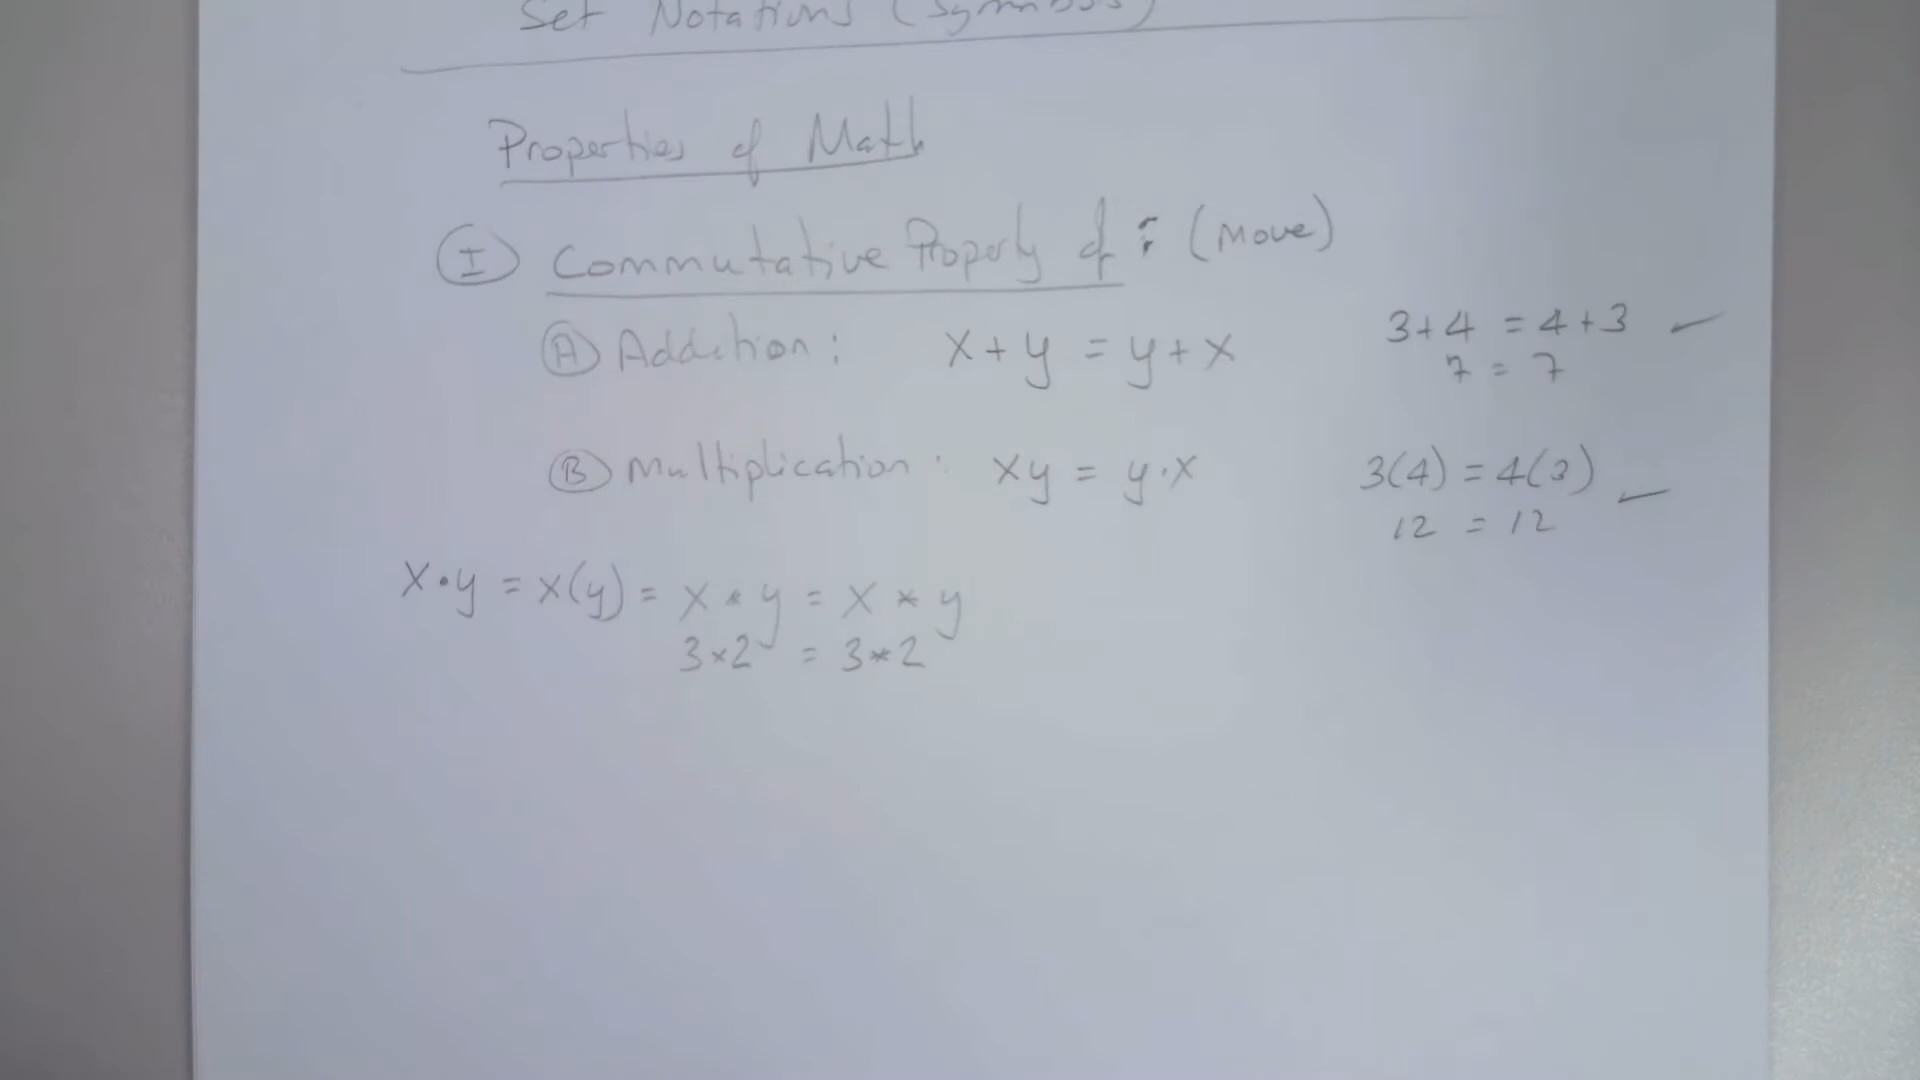 Set Notations (Symbols)
Properties of Math
I Commutative Property of : (Move)
A Addition : x + y = y + x 3+4 = 4+3
7 = 7
B Multiplication : xy = y·x 3(4) = 4(3)
12 = 12
x·y = x(y) = x * y = x * y
3×2 = 3*2